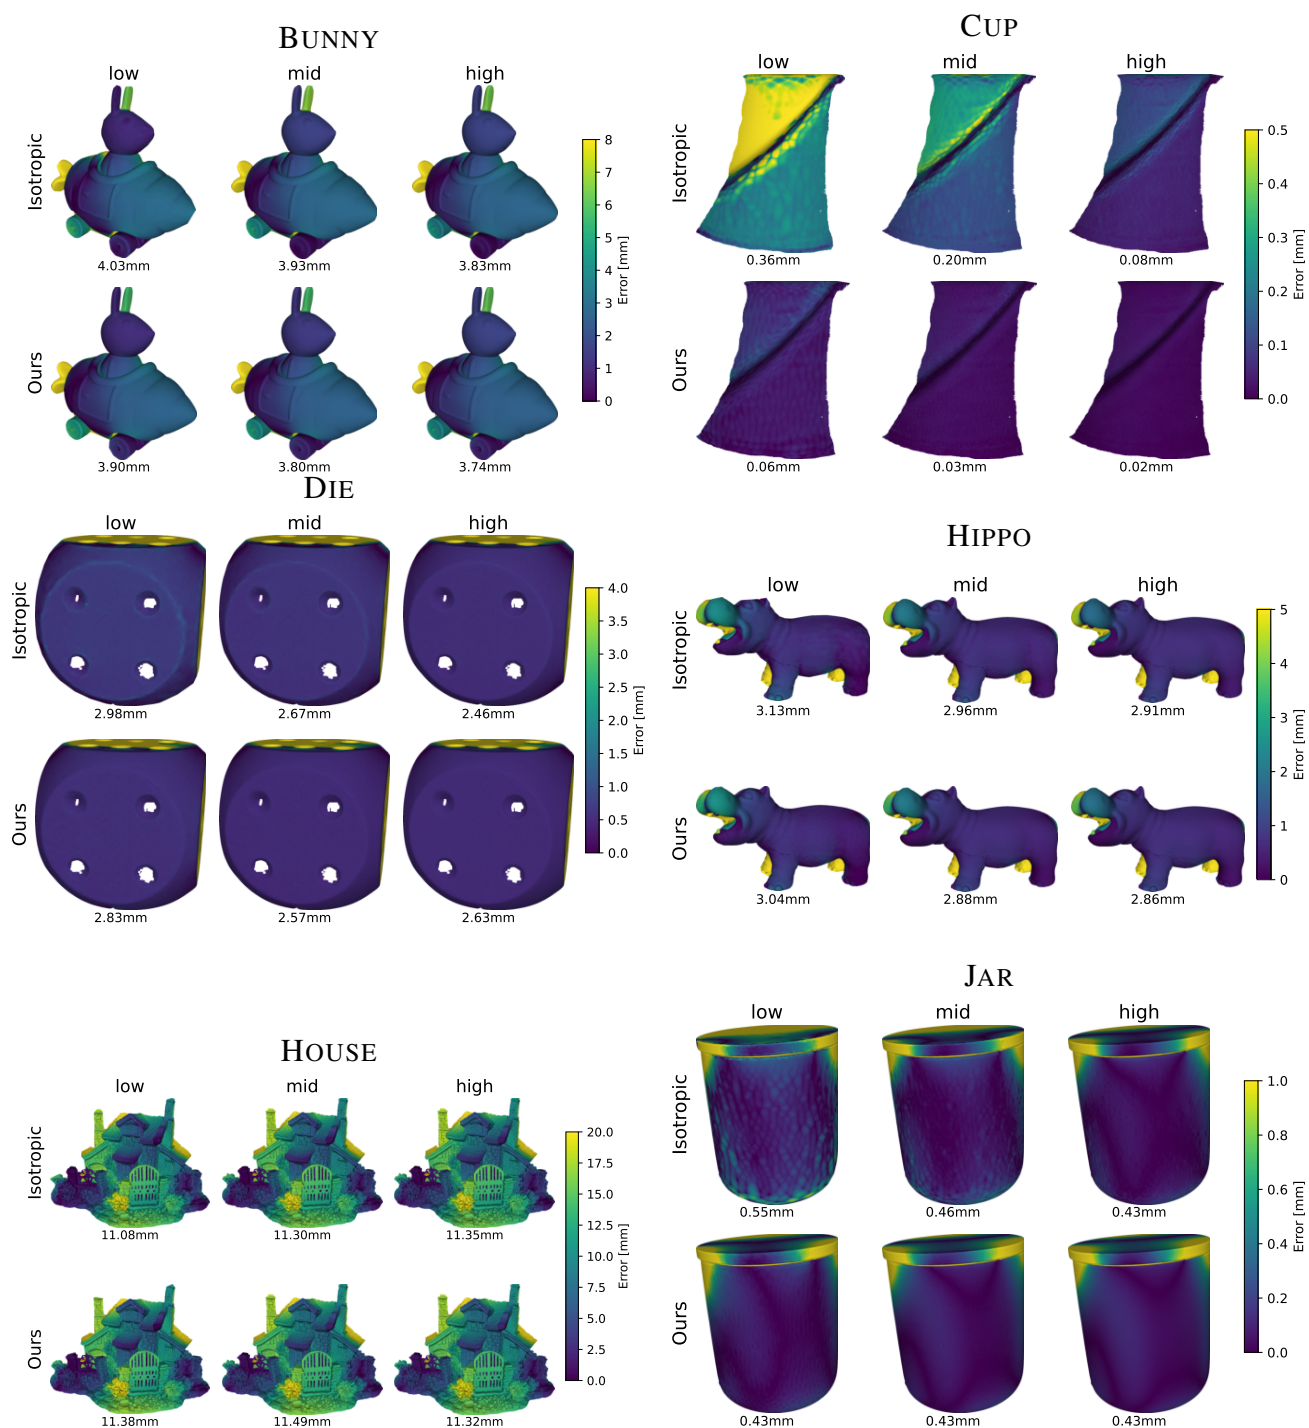 BUNNY
low mid high
Isotropic
4.03mm 3.93mm 3.83mm
Ours
3.90mm 3.80mm 3.74mm
8
7
6
5
4
3
2
1
0
Error [mm]
CUP
low mid high
Isotropic
0.36mm 0.20mm 0.08mm
Ours
0.06mm 0.03mm 0.02mm
0.5
0.4
0.3
0.2
0.1
0.0
Error [mm]
DIE
low mid high
Isotropic
2.98mm 2.67mm 2.46mm
Ours
2.83mm 2.57mm 2.63mm
4.0
3.5
3.0
2.5
2.0
1.5
1.0
0.5
0.0
Error [mm]
HIPPO
low mid high
Isotropic
3.13mm 2.96mm 2.91mm
Ours
3.04mm 2.88mm 2.86mm
5
4
3
2
1
0
Error [mm]
HOUSE
low mid high
Isotropic
11.08mm 11.30mm 11.35mm
Ours
11.38mm 11.49mm 11.32mm
20.0
17.5
15.0
12.5
10.0
7.5
5.0
2.5
0.0
Error [mm]
JAR
low mid high
Isotropic
0.55mm 0.46mm 0.43mm
Ours
0.43mm 0.43mm 0.43mm
1.0
0.8
0.6
0.4
0.2
0.0
Error [mm]